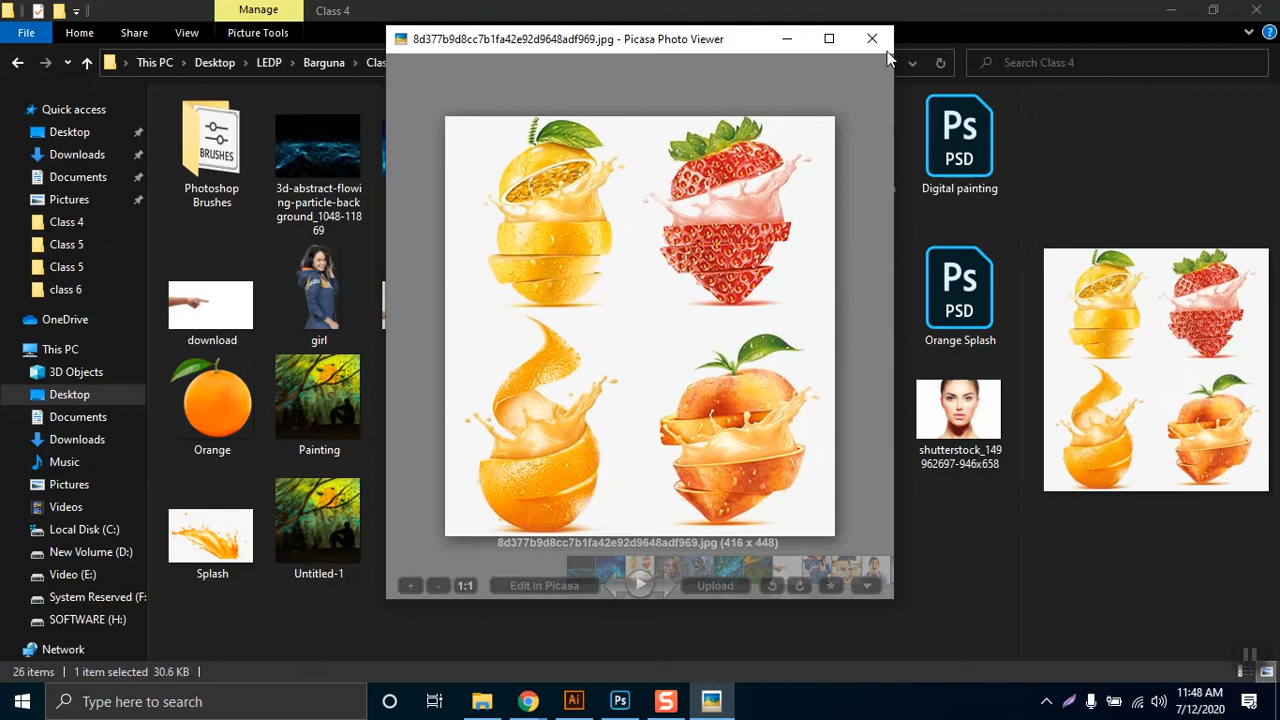 Manage
Class 4
File
Home
Share
View
Picture Tools
This PC
Desktop
LEDP
Barguna
Clas
Search Class 4
8d377b9d8cc7b1fa42e92d9648adf969.jpg - Picasa Photo Viewer
Quick access
Desktop
Downloads
Documents
Pictures
Class 4
Class 5
Class 5
class 6
OneDrive
This PC
3D Objects
Desktop
Documents
Downloads
Music
Pictures
Videos
Local Disk (C:)
New Volume (D:)
Video (E:)
System Reserved (F:
SOFTWARE (H:)
Network
BRUSHES
Photoshop
Brushes
3d-abstract-flowi
ng-particle-back
ground_1048-118
69
download
girl
Orange
Painting
Splash
Untitled-1
Ps
PSD
Digital painting
Ps
PSD
Orange Splash
shutterstock_149
962697-946x658
8d377b9d8cc7b1fa42e92d9648adf969.jpg (416 x 448)
+
-
1:1
Edit in Picasa
Upload
26 items
1 item selected 30.6 KB
Type here to search
Ai
Ps
S
11:48 AM
7/12/2020